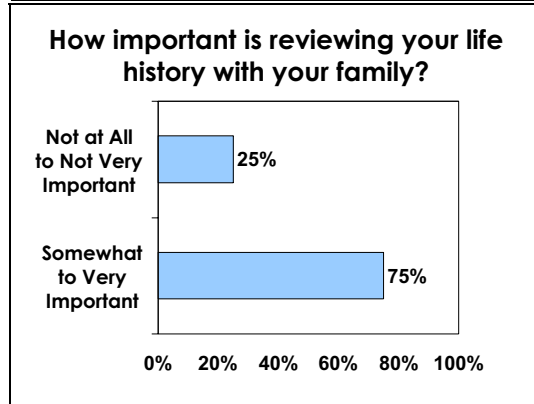 How important is reviewing your life
history with your family?
Not at All
to Not Very
Important
25%
Somewhat
to Very
Important
75%
0% 20% 40% 60% 80% 100%